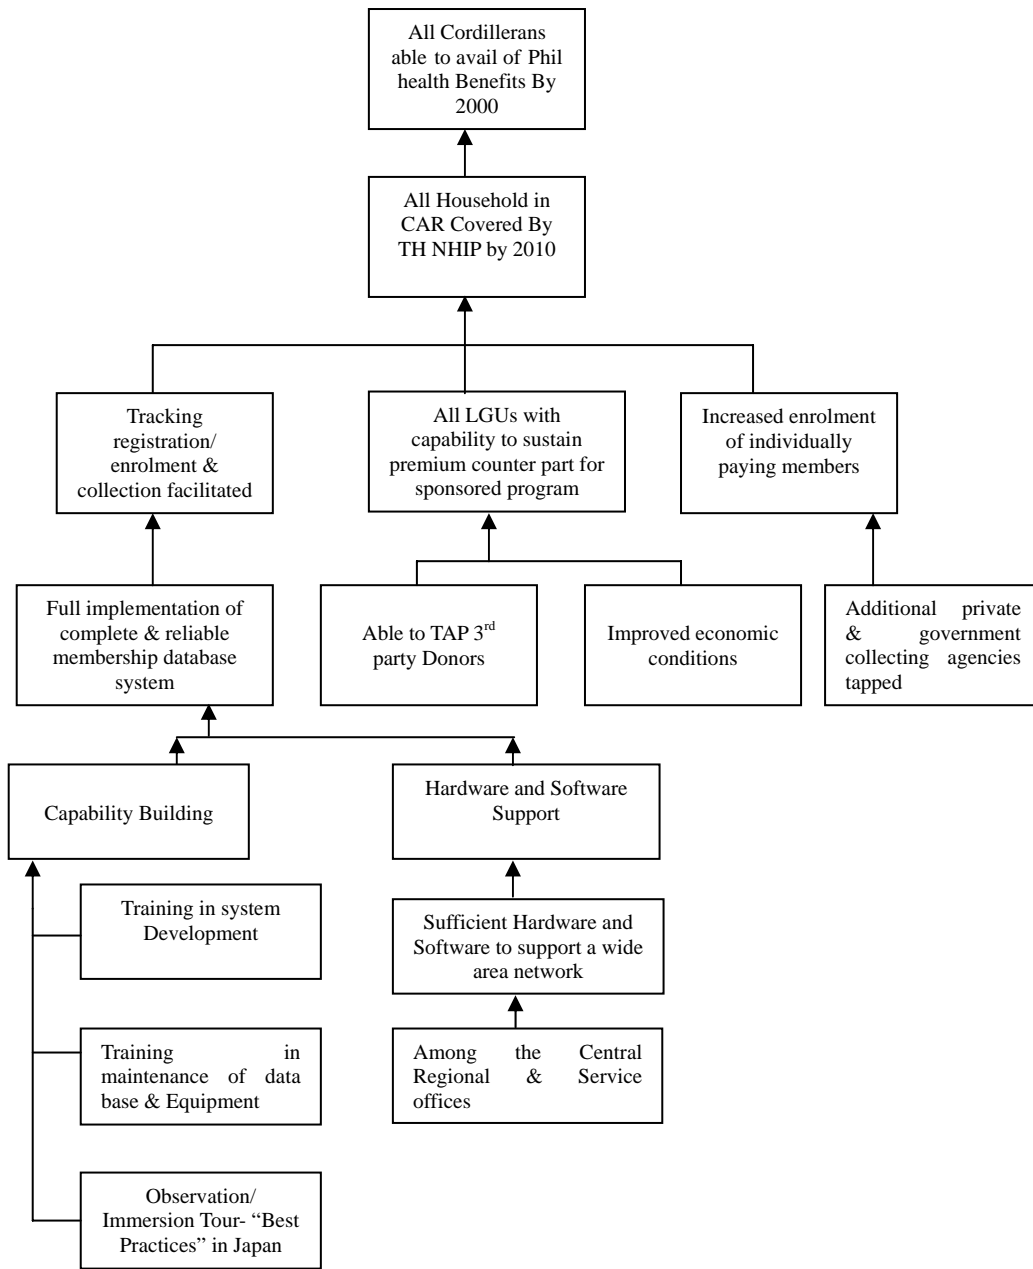 All Cordillerans
able to avail of Phil
health Benefits By
2000
All Household in
CAR Covered By
TH NHIP by 2010
Tracking
registration/
enrolment &
collection facilitated
All LGUs with
capability to sustain
premium counter part for
sponsored program
Increased enrolment
of individually
paying members
Full implementation of
complete & reliable
membership database
system
Able to TAP 3rd
party Donors
Improved economic
conditions
Additional private
& government
collecting agencies
tapped
Capability Building
Hardware and Software
Support
Training in system
Development
Sufficient Hardware and
Software to support a wide
area network
Training in
maintenance of data
base & Equipment
Among the Central
Regional & Service
offices
Observation/
Immersion Tour- “Best
Practices” in Japan